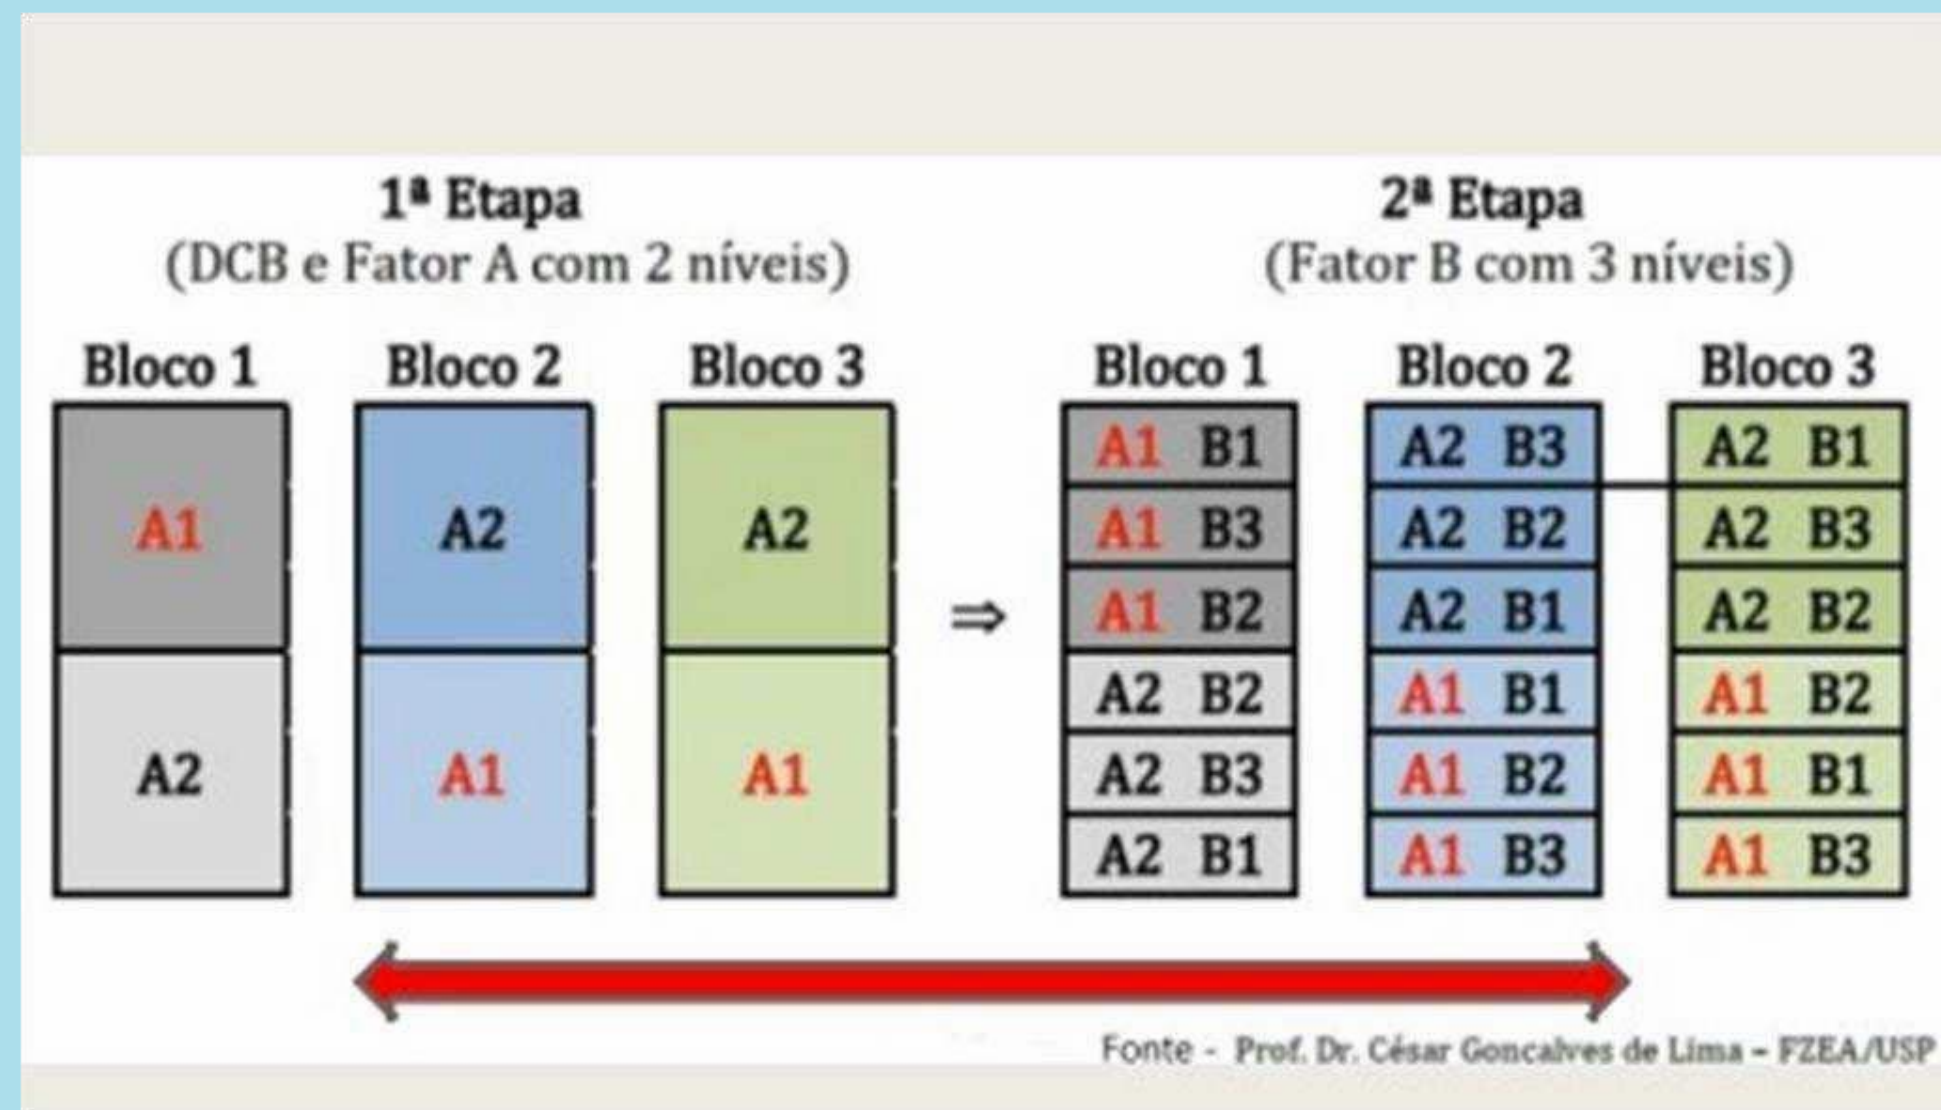 1ª Etapa
(DCB e Fator A com 2 níveis)
Bloco 1 Bloco 2 Bloco 3
A1 A2 A2
A2 A1 A1
⇒
2ª Etapa
(Fator B com 3 níveis)
Bloco 1 Bloco 2 Bloco 3
A1 B1 A2 B3 A2 B1
A1 B3 A2 B2 A2 B3
A1 B2 A2 B1 A2 B2
A2 B2 A1 B1 A1 B2
A2 B3 A1 B2 A1 B1
A2 B1 A1 B3 A1 B3
Fonte - Prof. Dr. César Goncalves de Lima – FZEA/USP